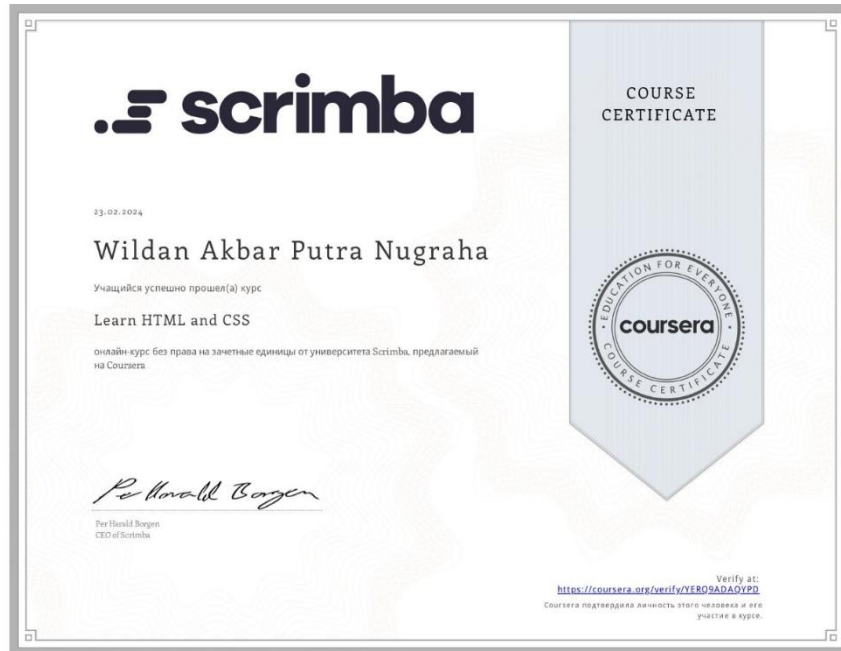 scrimba
COURSE
CERTIFICATE
23.02.2024
Wildan Akbar Putra Nugraha
Учащийся успешно прошел(а) курс
Learn HTML and CSS
онлайн-курс без права на зачетные единицы от университета Scrimba, предлагаемый
на Coursera
EDUCATION FOR EVERYONE
coursera
COURSE CERTIFICATE
Per Harald Borgen
Per Harald Borgen
CEO of Scrimba
Verify at:
https://coursera.org/verify/YERQ9ADAQYPD
Coursera подтвердила личность этого человека и его
участие в курсе.